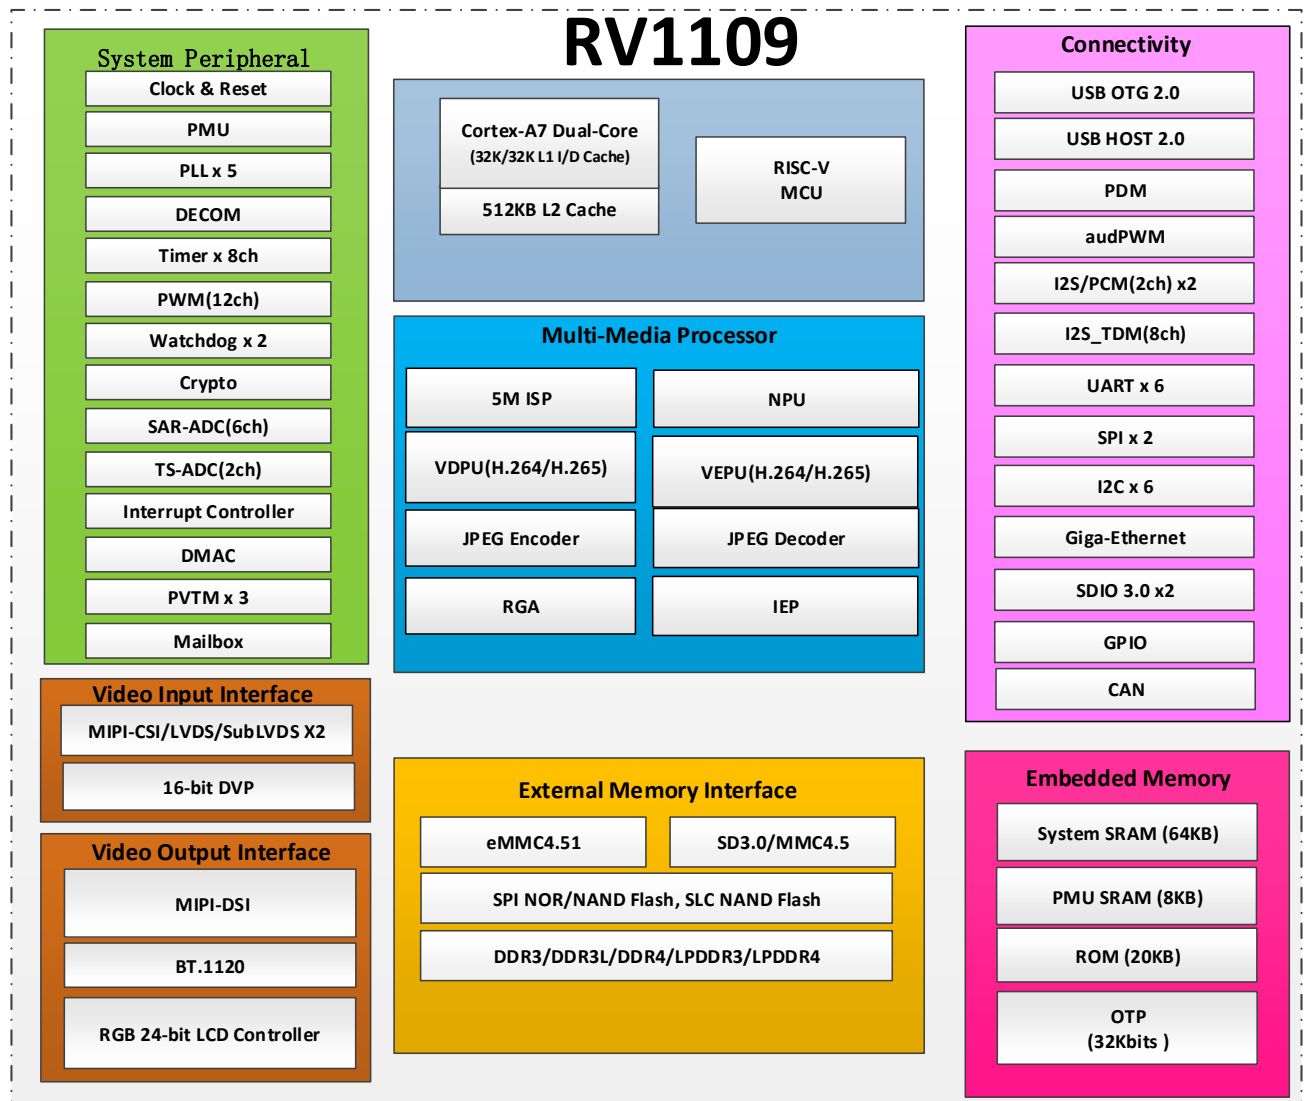 RV1109
System Peripheral
Clock & Reset
PMU
PLL x 5
DECOM
Timer x 8ch
PWM(12ch)
Watchdog x 2
Crypto
SAR-ADC(6ch)
TS-ADC(2ch)
Interrupt Controller
DMAC
PVTM x 3
Mailbox
Video Input Interface
MIPI-CSI/LVDS/SubLVDS X2
16-bit DVP
Video Output Interface
MIPI-DSI
BT.1120
RGB 24-bit LCD Controller
Cortex-A7 Dual-Core
(32K/32K L1 I/D Cache)
512KB L2 Cache
RISC-V
MCU
Multi-Media Processor
5M ISP
NPU
VDPU(H.264/H.265)
VEPU(H.264/H.265)
JPEG Encoder
JPEG Decoder
RGA
IEP
External Memory Interface
eMMC4.51
SD3.0/MMC4.5
SPI NOR/NAND Flash, SLC NAND Flash
DDR3/DDR3L/DDR4/LPDDR3/LPDDR4
Connectivity
USB OTG 2.0
USB HOST 2.0
PDM
audPWM
I2S/PCM(2ch) x2
I2S_TDM(8ch)
UART x 6
SPI x 2
I2C x 6
Giga-Ethernet
SDIO 3.0 x2
GPIO
CAN
Embedded Memory
System SRAM (64KB)
PMU SRAM (8KB)
ROM (20KB)
OTP
(32Kbits )